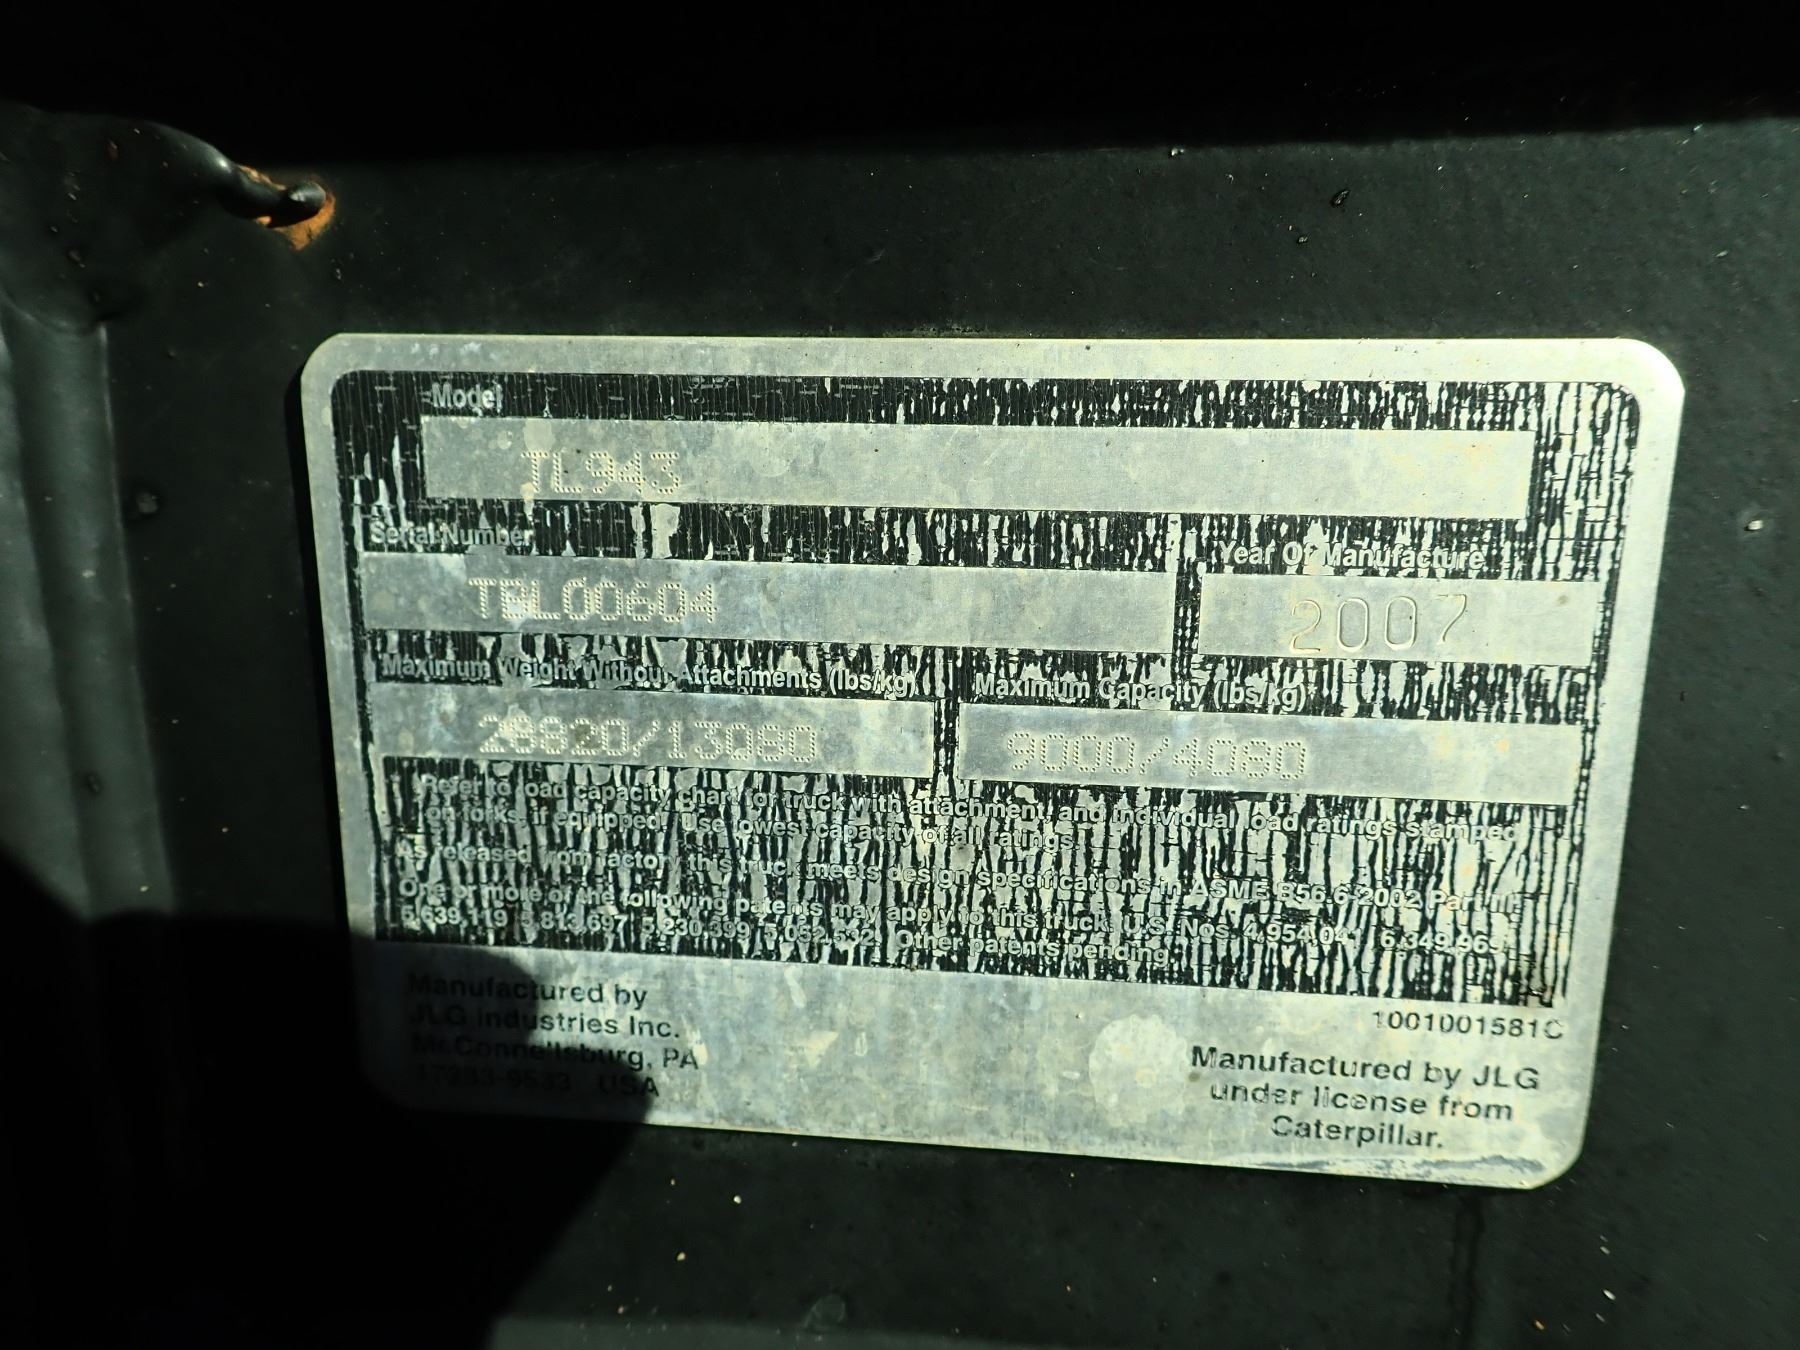 Model
TL943
Serial Number
Year Of Manufacture
TBL00604
2007
Maximum Weight Without Attachments (lbs/kg)
Maximum Capacity (lbs/kg)
28820/13080
9000/4080
Refer to load capacity chart for truck with attachment, and individual load ratings stamped
on forks, if equipped. Use lowest capacity of all ratings.
As released from factory this truck meets design specifications in ASME B56.6-2002 Part III
One or more of the following patents may apply to this truck. U.S. Nos. 4,954,041 6,349,969
5,639,119 5,813,697 5,230,399 5,052,532. Other patents pending.
1001001581C
Manufactured by
JLG Industries Inc.
McConnellsburg, PA
17233-9533 USA
Manufactured by JLG
under license from
Caterpillar.